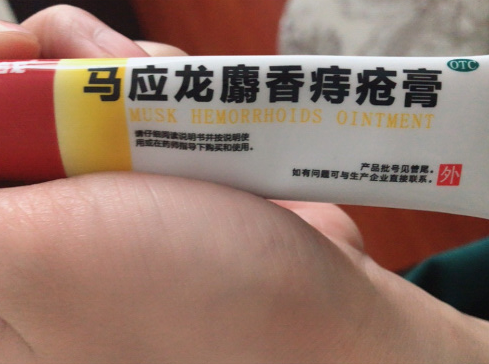 马应龙麝香痔疮膏
OTC
MUSK HEMORRHOIDS OINTMENT
请仔细阅读说明书并按说明使
用或在药师指导下购买和使用。
产品批号见管尾。
如有问题可与生产企业直接联系。
外